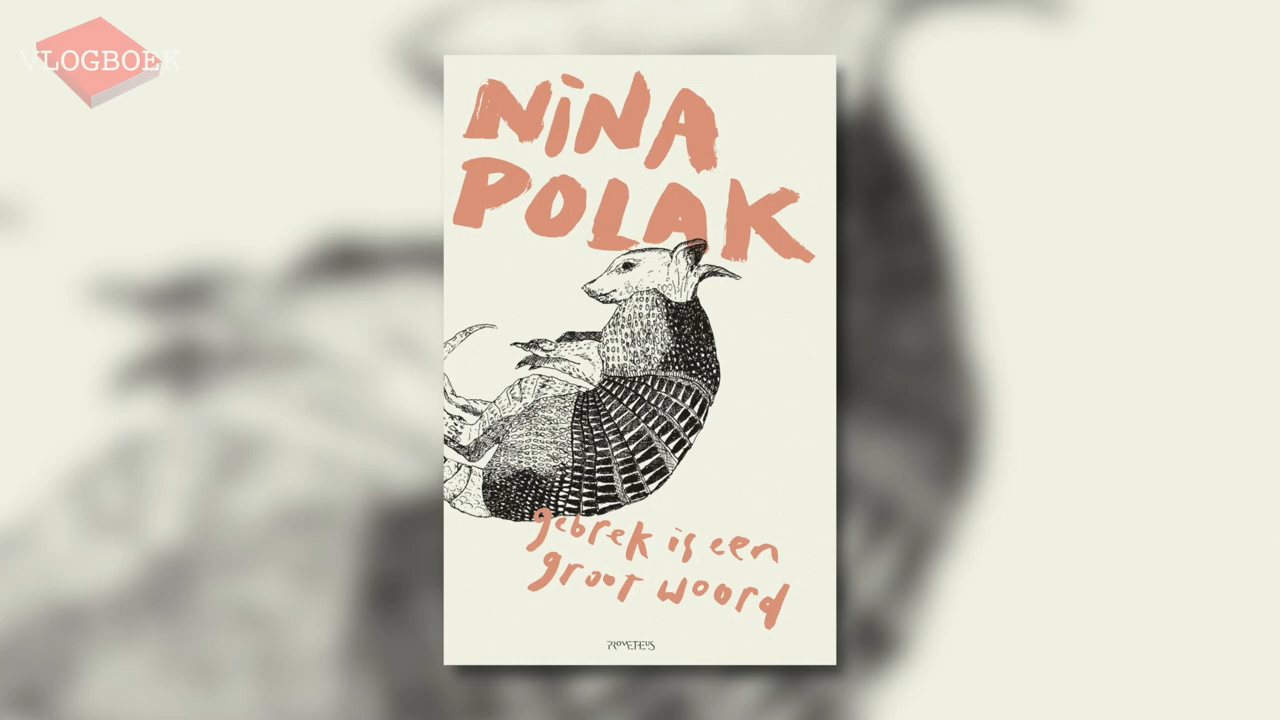 VLOGBOEK
NiNA
POLAK
gebrek is een
groot woord
PROMETHEUS